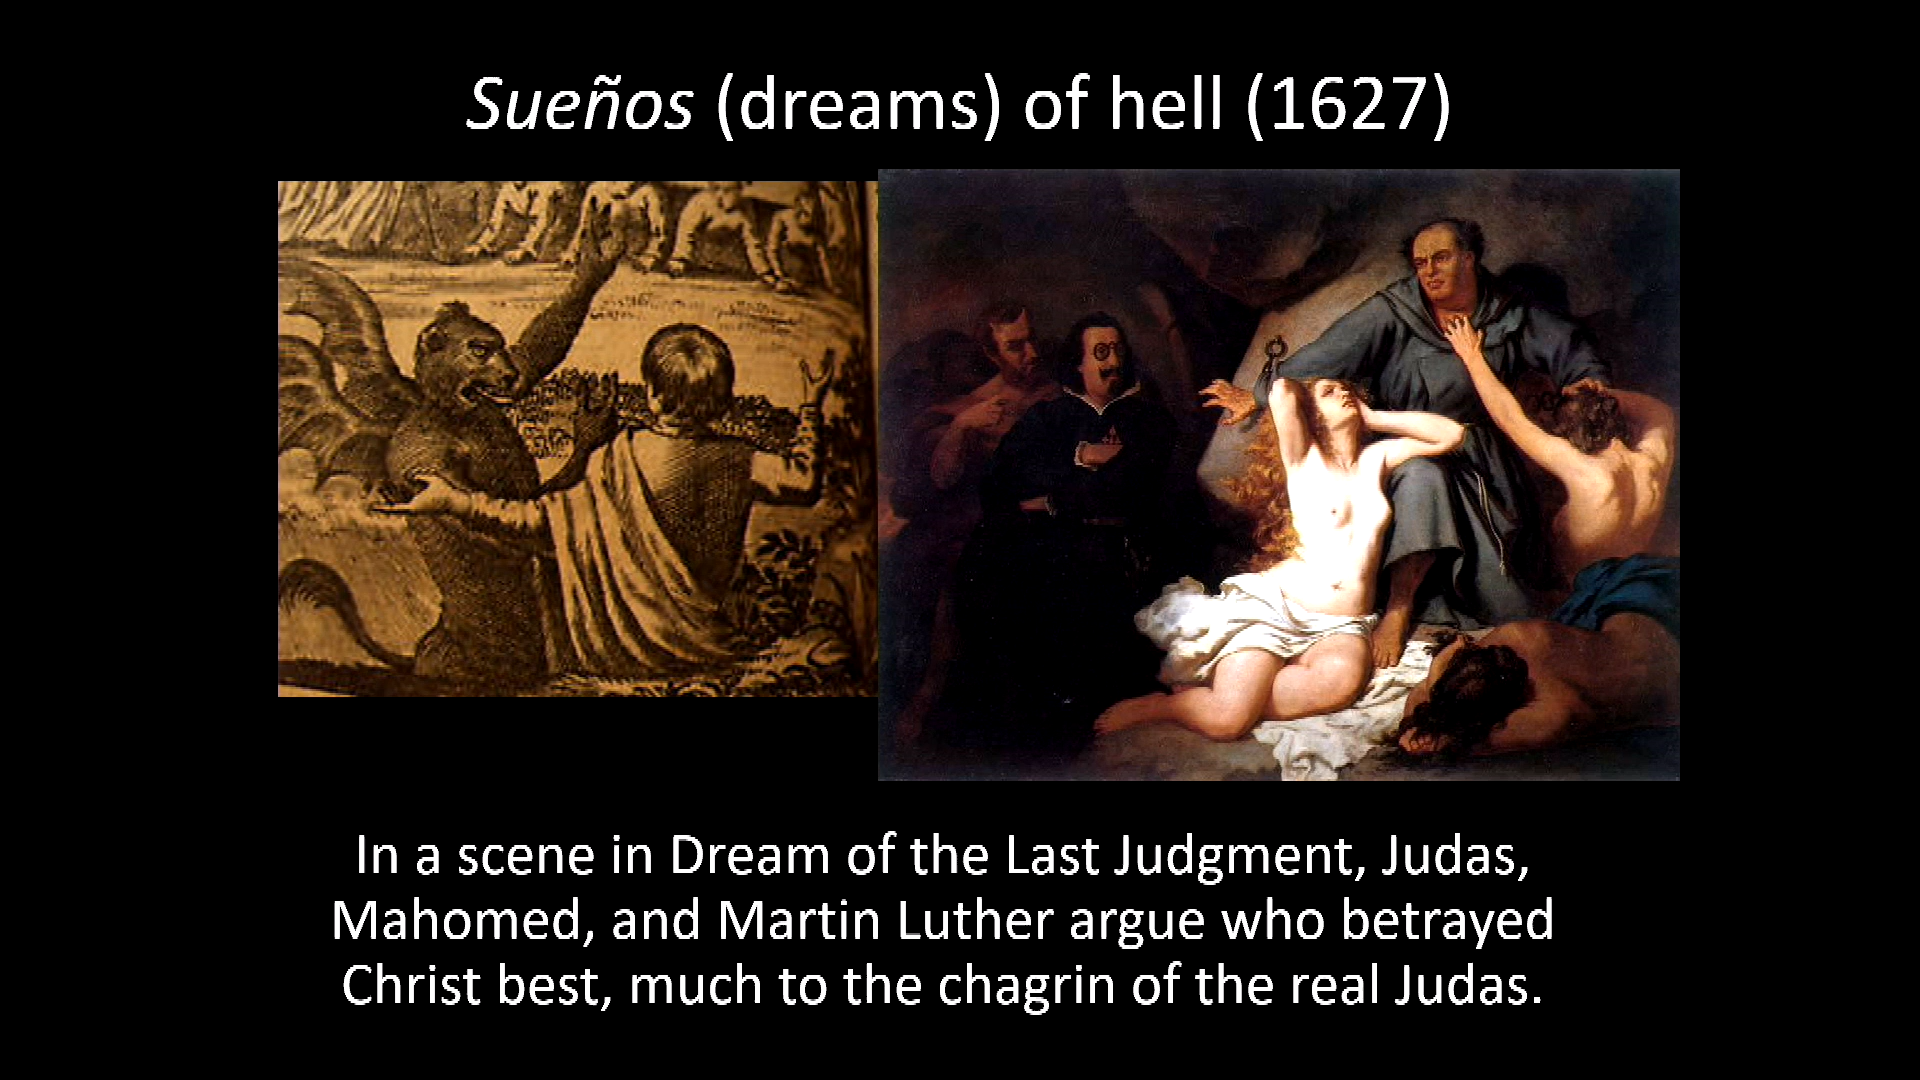 Sueños (dreams) of hell (1627)
In a scene in Dream of the Last Judgment, Judas,
Mahomed, and Martin Luther argue who betrayed
Christ best, much to the chagrin of the real Judas.